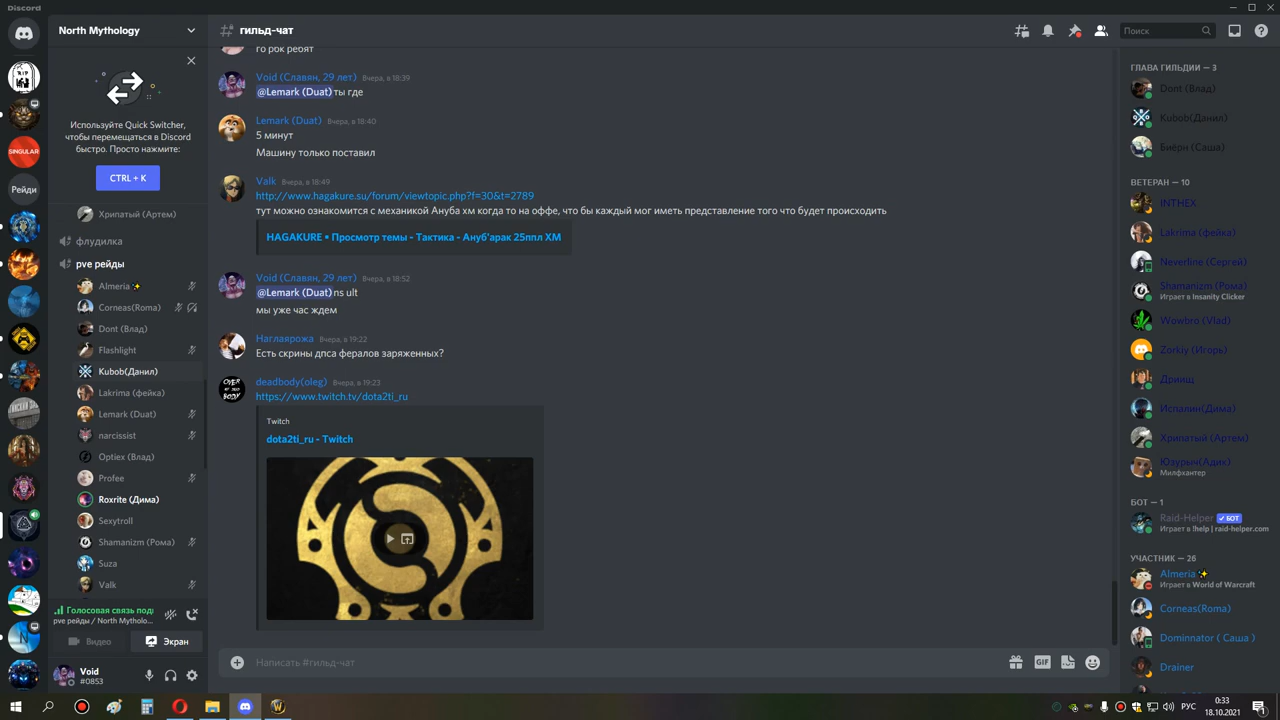 Discord
North Mythology
гильд-чат
Поиск
Используйте Quick Switcher,
чтобы перемещаться в Discord
быстро. Просто нажмите:
CTRL + K
SINGULAR
Рейди
Хрипатый (Артем)
флудилка
pve рейды
Almeria
Corneas(Roma)
Dont (Влад)
Flashlight
Kubob(Данил)
Lakrima (фейка)
Lemark (Duat)
narcissist
Optiex (Влад)
Profee
Roxrite (Дима)
Sexytroll
Shamanizm (Рома)
Suza
Valk
Голосовая связь под
pve рейды / North Mytholo...
Видео
Экран
Void
#0853
го рбк ребят
Void (Славян, 29 лет) Вчера, в 18:39
@Lemark (Duat) ты где
Lemark (Duat) Вчера, в 18:40
5 минут
Машину только поставил
Valk Вчера, в 18:49
http://www.hagakure.su/forum/viewtopic.php?f=30&t=2789
тут можно ознакомится с механикой Ануба хм когда то на оффе, что бы каждый мог иметь представление того что будет происходить
HAGAKURE • Просмотр темы - Тактика - Ануб'арак 25ппл ХМ
Void (Славян, 29 лет) Вчера, в 18:52
@Lemark (Duat) ns ult
мы уже час ждем
Наглаярожа Вчера, в 19:22
Есть скрины дпса фералов заряженных?
OVER
BODY
deadbody(oleg) Вчера, в 19:23
https://www.twitch.tv/dota2ti_ru
Twitch
dota2ti_ru - Twitch
Написать #гильд-чат
GIF
ГЛАВА ГИЛЬДИИ — 3
Dont (Влад)
Kubob(Данил)
Биёрн (Саша)
ВЕТЕРАН — 10
INTHEX
Lakrima (фейка)
Neverline (Сергей)
Shamanizm (Рома)
Играет в Insanity Clicker
Wowbro (Vlad)
Zorkiy (Игорь)
Дриищ
Испалин(Дима)
Хрипатый (Артем)
Юзурыч(Адик)
Милфхантер
БОТ — 1
Raid-Helper БОТ
Играет в !help | raid-helper.com
УЧАСТНИК — 26
Almeria
Играет в World of Warcraft
Corneas(Roma)
Dominnator ( Саша )
Drainer
РУС
0:33
18.10.2021
1